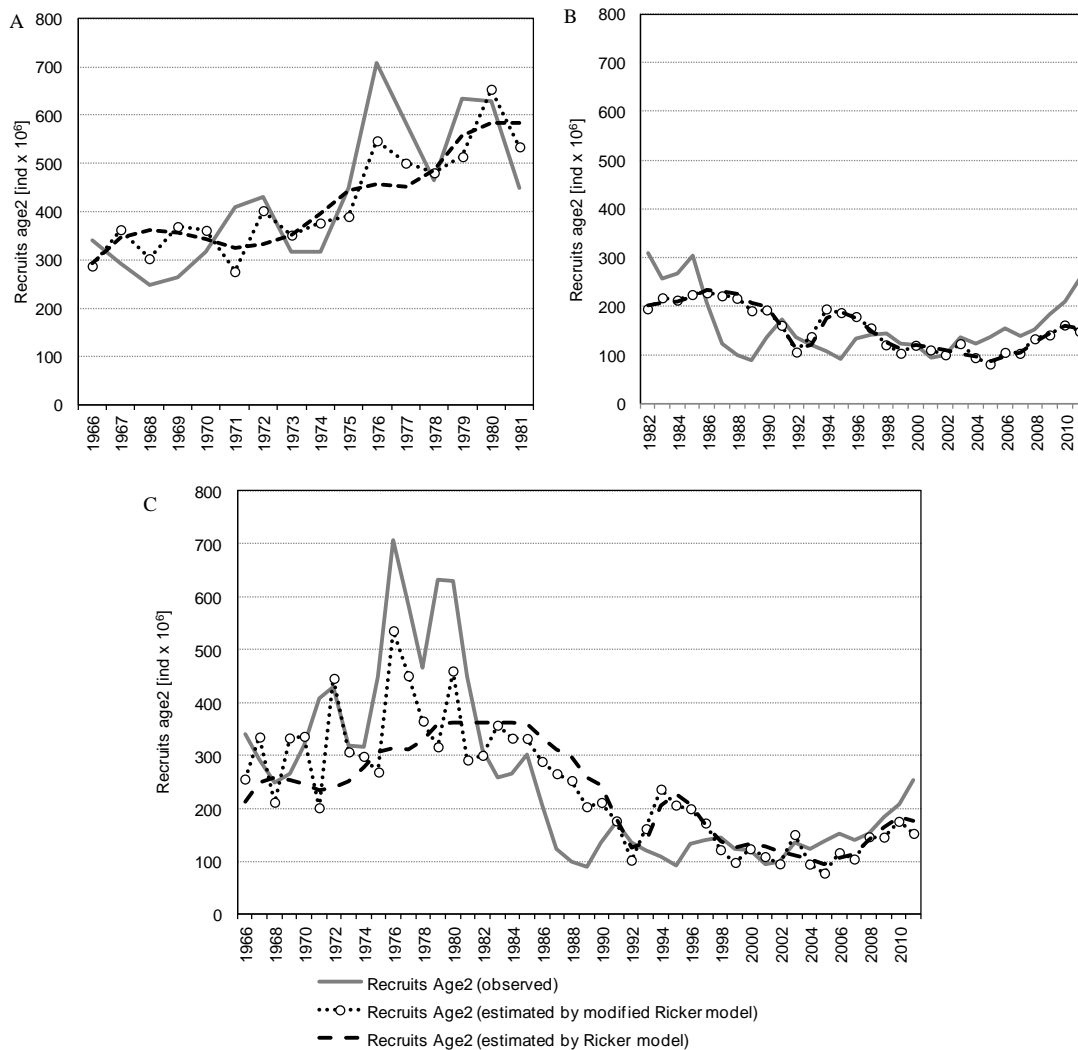 A
800
700
600
500
400
300
200
100
0
Recruits age2 [ind x 10⁶]
1966 1967 1968 1969 1970 1971 1972 1973 1974 1975 1976 1977 1978 1979 1980 1981
B
800
700
600
500
400
300
200
100
0
Recruits age2 [ind x 10⁶]
1982 1984 1986 1988 1990 1992 1994 1996 1998 2000 2002 2004 2006 2008 2010
C
800
700
600
500
400
300
200
100
0
Recruits age2 [ind x 10⁶]
1966 1968 1970 1972 1974 1976 1978 1980 1982 1984 1986 1988 1990 1992 1994 1996 1998 2000 2002 2004 2006 2008 2010
Recruits Age2 (observed)
Recruits Age2 (estimated by modified Ricker model)
Recruits Age2 (estimated by Ricker model)